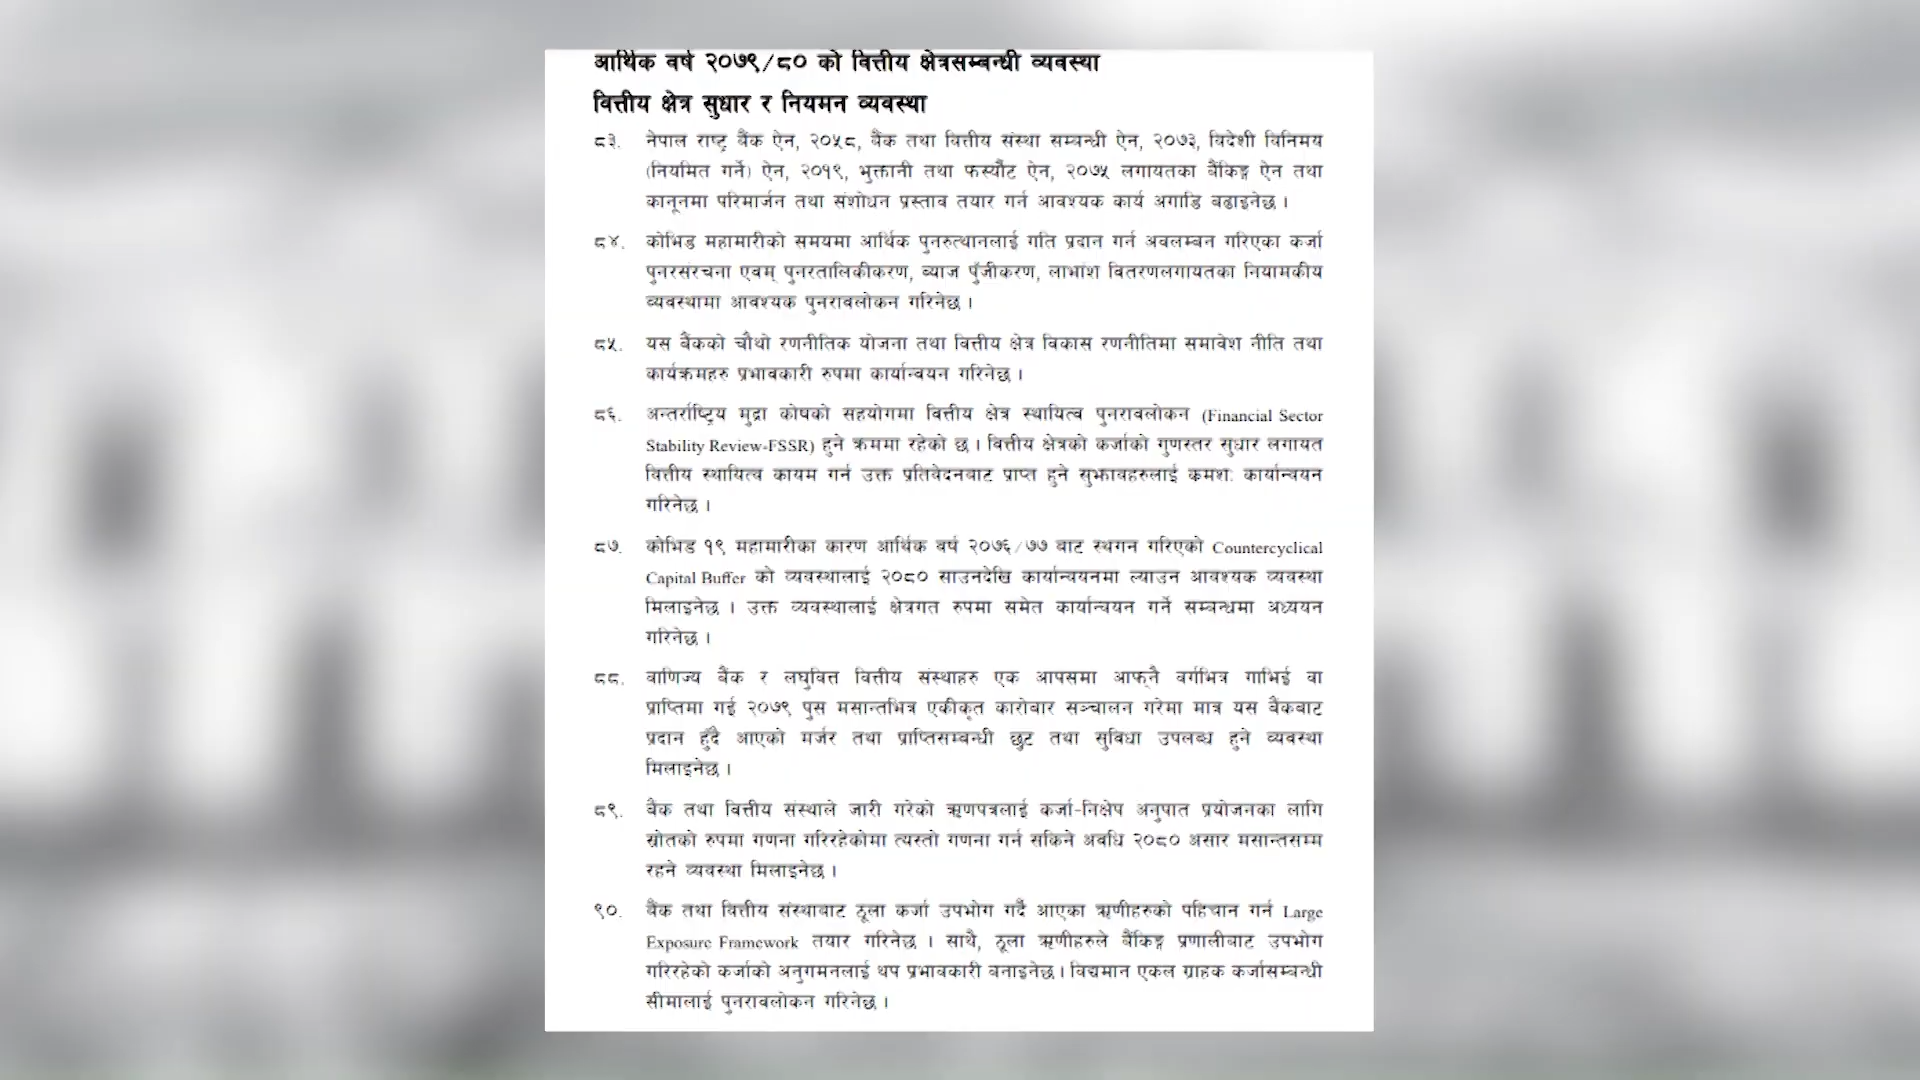 आर्थिक वर्ष २०७९/८० को वित्तीय क्षेत्रसम्बन्धी व्यवस्था
वित्तीय क्षेत्र सुधार र नियमन व्यवस्था
८३. नेपाल राष्ट्र बैंक ऐन, २०५८, बैंक तथा वित्तीय संस्था सम्बन्धी ऐन, २०७३, विदेशी विनिमय
(नियमित गर्ने) ऐन, २०१९, भुक्तानी तथा फर्स्यौट ऐन, २०७५ लगायतका बैंकिङ्ग ऐन तथा
कानूनमा परिमार्जन तथा संशोधन प्रस्ताव तयार गर्न आवश्यक कार्य अगाडि बढाइनेछ ।
८४. कोभिड महामारीको समयमा आर्थिक पुनरुत्थानलाई गति प्रदान गर्न अवलम्बन गरिएका कर्जा
पुनरसंरचना एवम् पुनरतालिकीकरण, ब्याज पुँजीकरण, लाभांश वितरणलगायतका नियामकीय
व्यवस्थामा आवश्यक पुनरावलोकन गरिनेछ ।
८५. यस बैंकको चौथो रणनीतिक योजना तथा वित्तीय क्षेत्र विकास रणनीतिमा समावेश नीति तथा
कार्यक्रमहरु प्रभावकारी रुपमा कार्यान्वयन गरिनेछ ।
८६. अन्तर्राष्ट्रिय मुद्रा कोषको सहयोगमा वित्तीय क्षेत्र स्थायित्व पुनरावलोकन (Financial Sector
Stability Review-FSSR) हुने क्रममा रहेको छ । वित्तीय क्षेत्रको कर्जाको गुणस्तर सुधार लगायत
वित्तीय स्थायित्व कायम गर्न उक्त प्रतिवेदनबाट प्राप्त हुने सुझावहरुलाई क्रमशः कार्यान्वयन
गरिनेछ ।
८७. कोभिड १९ महामारीका कारण आर्थिक वर्ष २०७६/७७ बाट स्थगन गरिएको Countercyclical
Capital Buffer को व्यवस्थालाई २०८० साउनदेखि कार्यान्वयनमा ल्याउन आवश्यक व्यवस्था
मिलाइनेछ । उक्त व्यवस्थालाई क्षेत्रगत रुपमा समेत कार्यान्वयन गर्ने सम्बन्धमा अध्ययन
गरिनेछ ।
८८. वाणिज्य बैंक र लघुवित्त वित्तीय संस्थाहरु एक आपसमा आफ्नै वर्गभित्र गाभिई वा
प्राप्तिमा गई २०७९ पुस मसान्तभित्र एकीकृत कारोबार सञ्चालन गरेमा मात्र यस बैंकबाट
प्रदान हुँदै आएको मर्जर तथा प्राप्तिसम्बन्धी छुट तथा सुविधा उपलब्ध हुने व्यवस्था
मिलाइनेछ ।
८९. बैंक तथा वित्तीय संस्थाले जारी गरेको ऋणपत्रलाई कर्जा-निक्षेप अनुपात प्रयोजनका लागि
स्रोतको रुपमा गणना गरिरहेकोमा त्यस्तो गणना गर्न सकिने अवधि २०८० असार मसान्तसम्म
रहने व्यवस्था मिलाइनेछ ।
९०. बैंक तथा वित्तीय संस्थाबाट ठूला कर्जा उपभोग गर्दै आएका ऋणीहरुको पहिचान गर्न Large
Exposure Framework तयार गरिनेछ । साथै, ठूला ऋणीहरुले बैंकिङ्ग प्रणालीबाट उपभोग
गरिरहेको कर्जाको अनुगमनलाई थप प्रभावकारी बनाइनेछ । विद्यमान एकल ग्राहक कर्जासम्बन्धी
सीमालाई पुनरावलोकन गरिनेछ ।